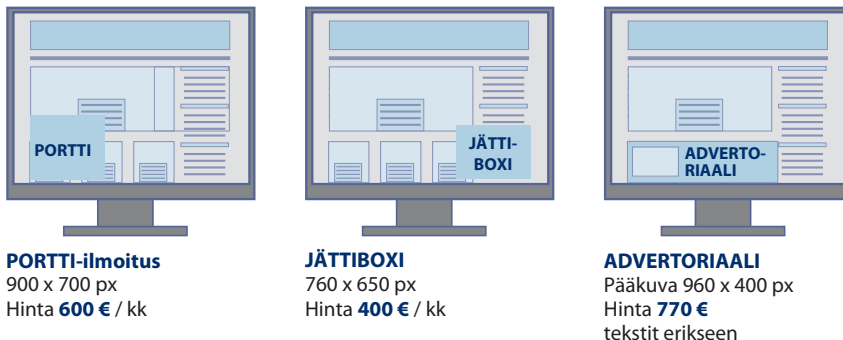 PORTTI
JÄTTI-
BOXI
ADVERTO-
RIAALI
PORTTI-ilmoitus
900 x 700 px
Hinta 600 € / kk
JÄTTIBOXI
760 x 650 px
Hinta 400 € / kk
ADVERTORIAALI
Pääkuva 960 x 400 px
Hinta 770 €
tekstit erikseen